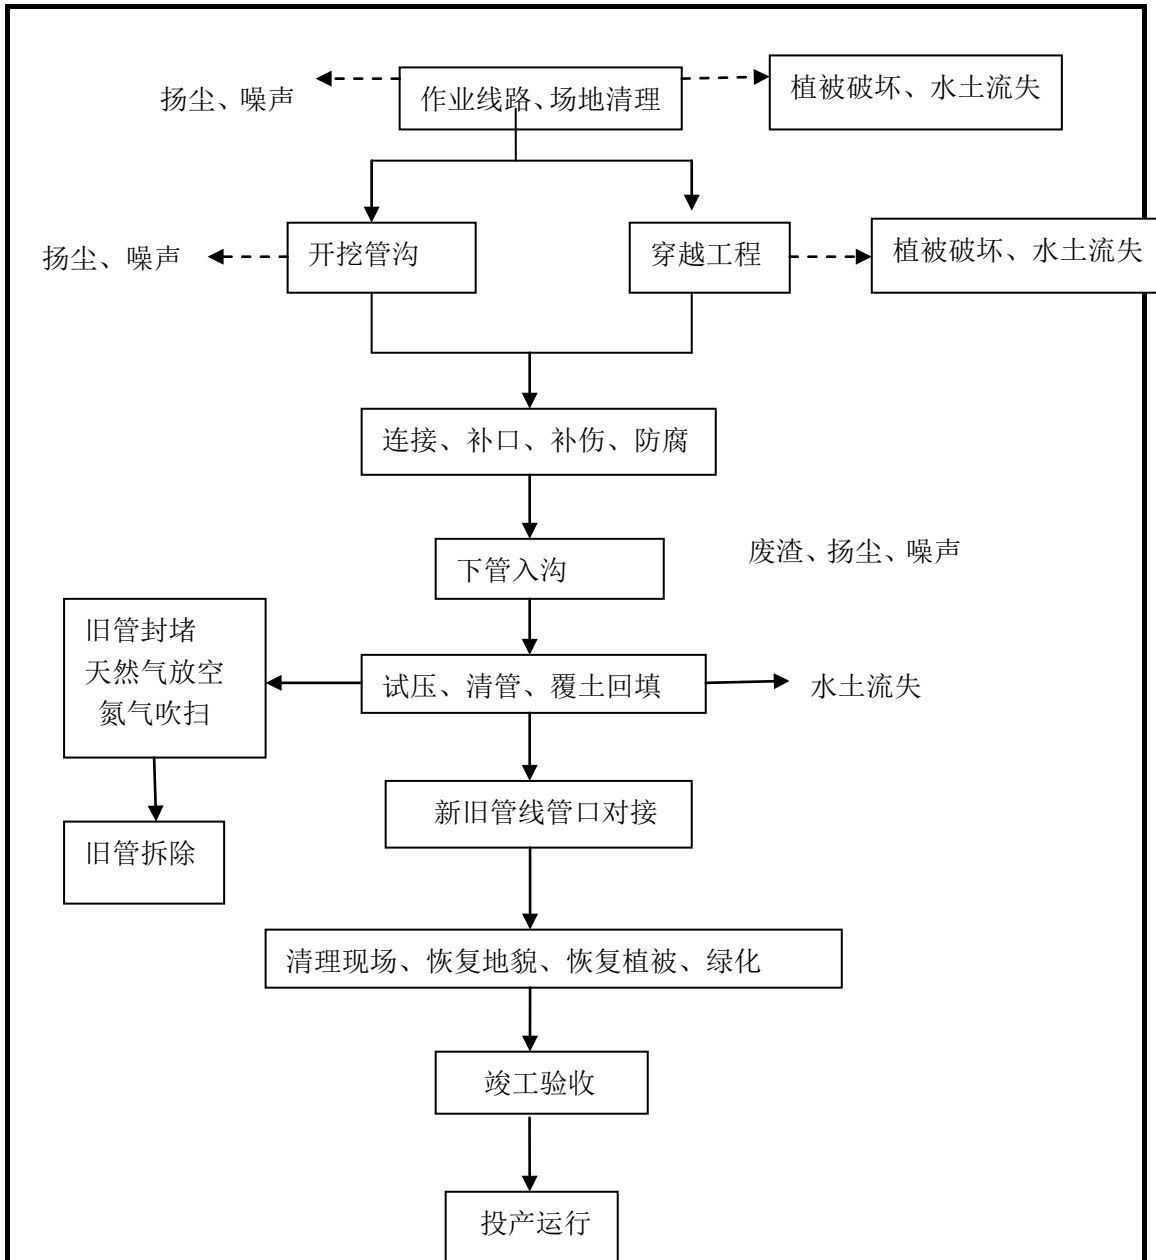 扬尘、噪声
作业线路、场地清理
植被破坏、水土流失
扬尘、噪声
开挖管沟
穿越工程
植被破坏、水土流失
连接、补口、补伤、防腐
下管入沟
废渣、扬尘、噪声
旧管封堵
天然气放空
氮气吹扫
试压、清管、覆土回填
水土流失
新旧管线管口对接
旧管拆除
清理现场、恢复地貌、恢复植被、绿化
竣工验收
投产运行